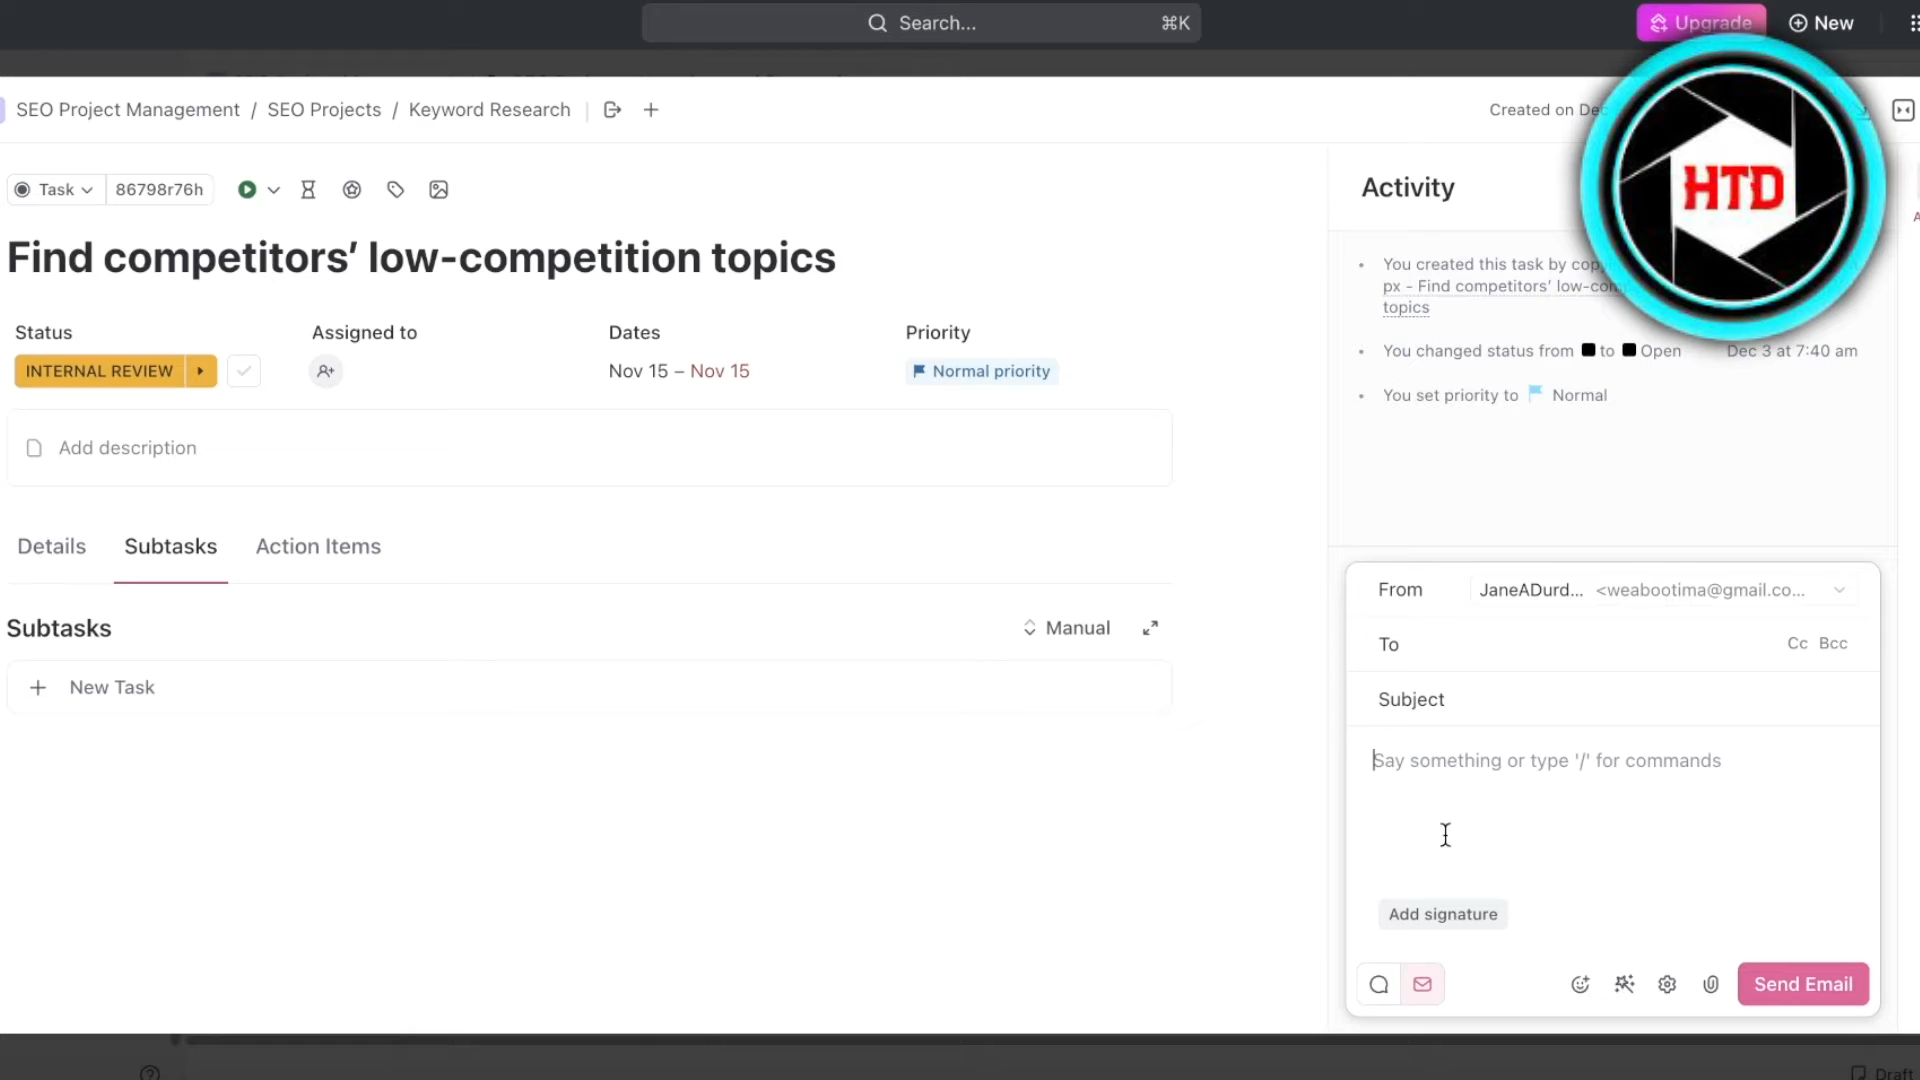 Search... ⌘K
Upgrade
New
SEO Project Management / SEO Projects / Keyword Research
Created on Dec
HTD
Task 86798r76h
Activity
Find competitors’ low-competition topics
You created this task by copy
px - Find competitors’ low-com
topics
Status Assigned to Dates Priority
INTERNAL REVIEW Nov 15 – Nov 15 Normal priority
You changed status from to Open Dec 3 at 7:40 am
You set priority to Normal
Add description
Details Subtasks Action Items
Subtasks Manual
New Task
From JaneADurd... <weabootima@gmail.co...
To Cc Bcc
Subject
Say something or type '/' for commands
Add signature
Send Email
Draft